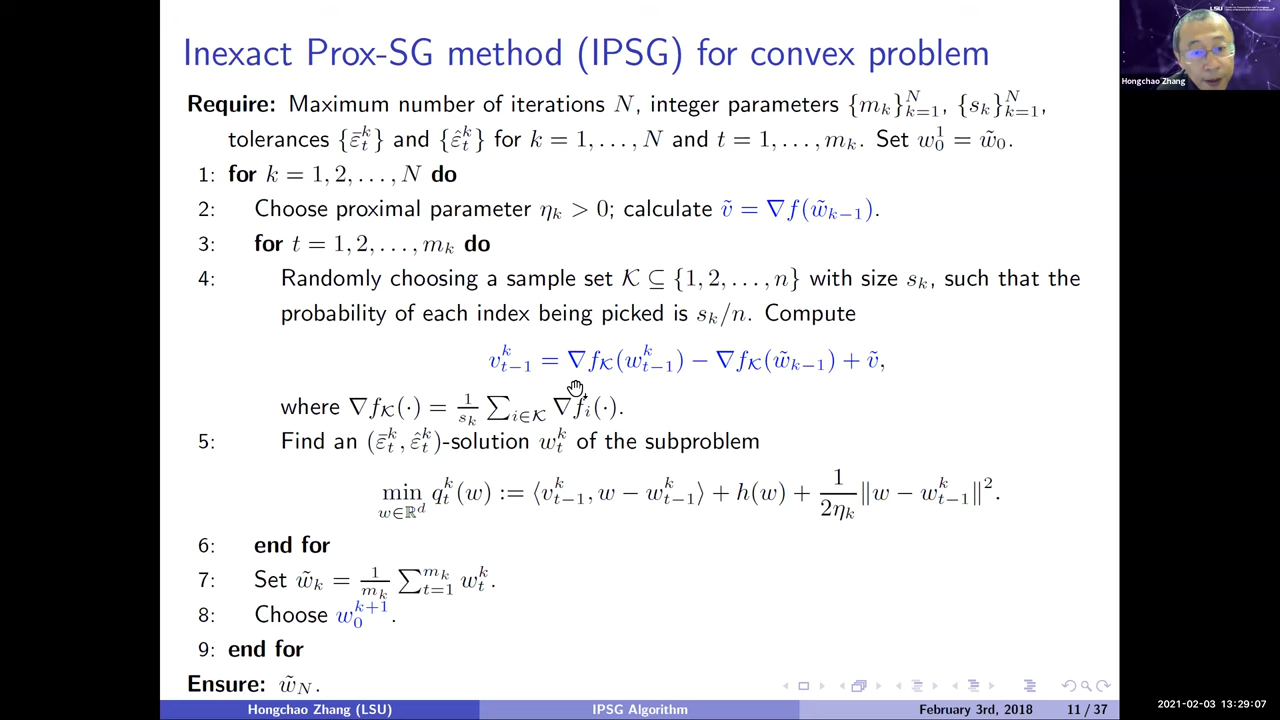 Inexact Prox-SG method (IPSG) for convex problem
Require: Maximum number of iterations N, integer parameters {m_k}_{k=1}^N, {s_k}_{k=1}^N,
tolerances {ε̄_t^k} and {ε̂_t^k} for k = 1, . . . , N and t = 1, . . . , m_k. Set w_0^1 = w̃_0.
1: for k = 1, 2, . . . , N do
2: Choose proximal parameter η_k > 0; calculate ṽ = ∇f(w̃_{k−1}).
3: for t = 1, 2, . . . , m_k do
4: Randomly choosing a sample set 𝒦 ⊆ {1, 2, . . . , n} with size s_k, such that the
probability of each index being picked is s_k/n. Compute
v_{t−1}^k = ∇f_𝒦(w_{t−1}^k) − ∇f_𝒦(w̃_{k−1}) + ṽ,
where ∇f_𝒦(·) = 1/s_k ∑_{i∈𝒦} ∇f_i(·).
5: Find an (ε̄_t^k, ε̂_t^k)-solution w_t^k of the subproblem
min_{w∈ℝ^d} q_t^k(w) := ⟨v_{t−1}^k, w − w_{t−1}^k⟩ + h(w) + 1/(2η_k) ‖w − w_{t−1}^k‖².
6: end for
7: Set w̃_k = 1/m_k ∑_{t=1}^{m_k} w_t^k.
8: Choose w_0^{k+1}.
9: end for
Ensure: w̃_N.
Hongchao Zhang (LSU) IPSG Algorithm February 3rd, 2018 11 / 37
LSU
Hongchao Zhang
2021-02-03 13:29:07